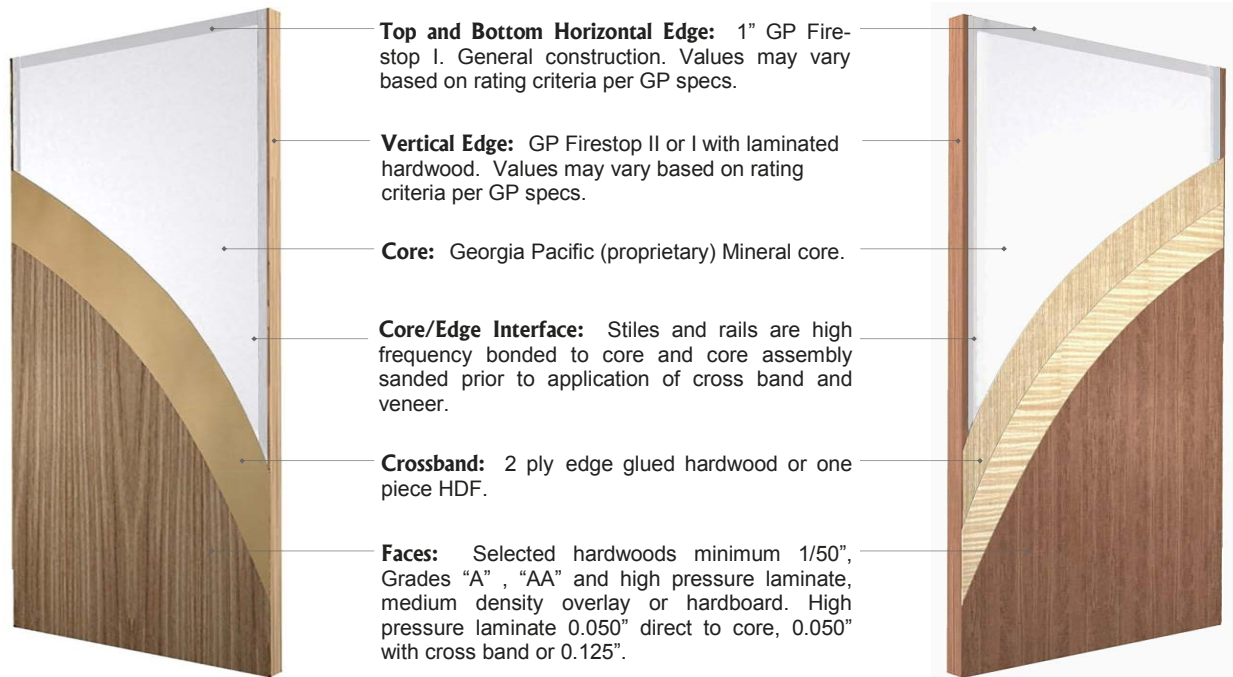 Top and Bottom Horizontal Edge: 1” GP Fire-
stop I. General construction. Values may vary
based on rating criteria per GP specs.
Vertical Edge: GP Firestop II or I with laminated
hardwood. Values may vary based on rating
criteria per GP specs.
Core: Georgia Pacific (proprietary) Mineral core.
Core/Edge Interface: Stiles and rails are high
frequency bonded to core and core assembly
sanded prior to application of cross band and
veneer.
Crossband: 2 ply edge glued hardwood or one
piece HDF.
Faces: Selected hardwoods minimum 1/50”,
Grades “A” , “AA” and high pressure laminate,
medium density overlay or hardboard. High
pressure laminate 0.050” direct to core, 0.050”
with cross band or 0.125”.